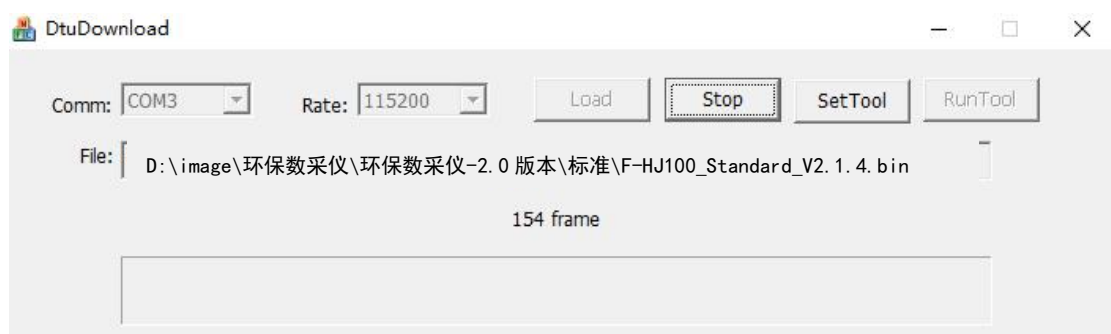 DtuDownload
Comm: COM3 Rate: 115200 Load Stop SetTool RunTool
File: D:\image\环保数采仪\环保数采仪-2.0 版本\标准\F-HJ100_Standard_V2.1.4.bin
154 frame